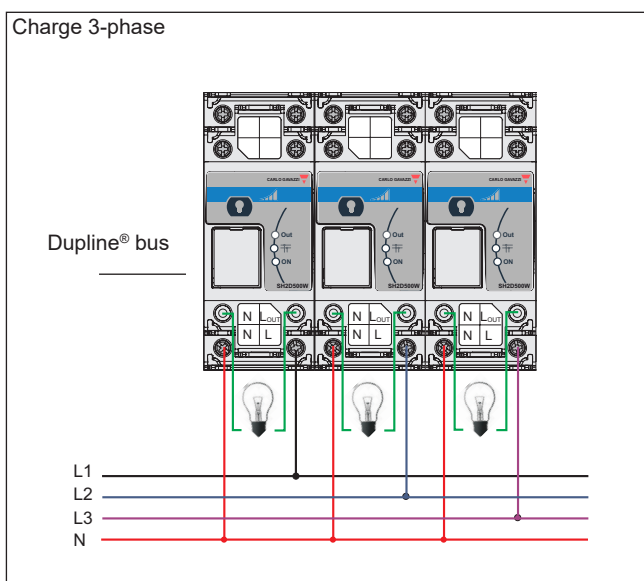 Charge 3-phase
CARLO GAVAZZI CARLO GAVAZZI CARLO GAVAZZI
Dupline® bus
Out Out Out
ON ON ON
SH2D500W SH2D500W SH2D500W
N LOUT N LOUT N LOUT
N L N L N L
L1
L2
L3
N